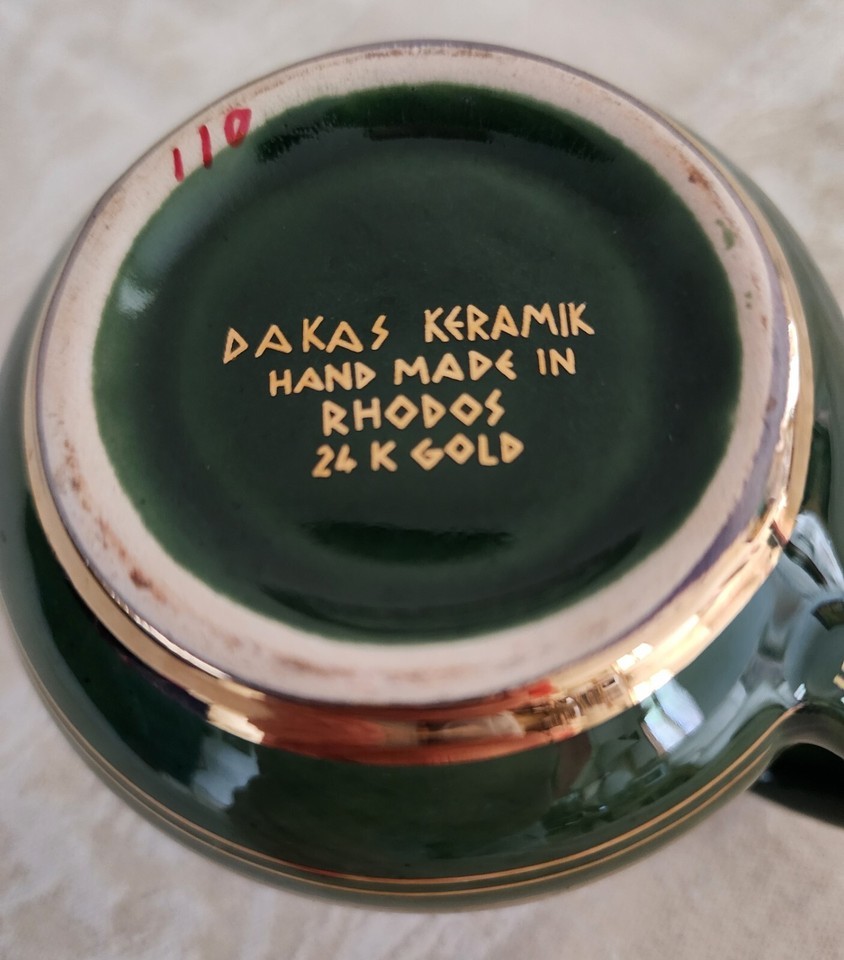 110
DAKAS KERAMIK
HAND MADE IN
RHODOS
24 K GOLD